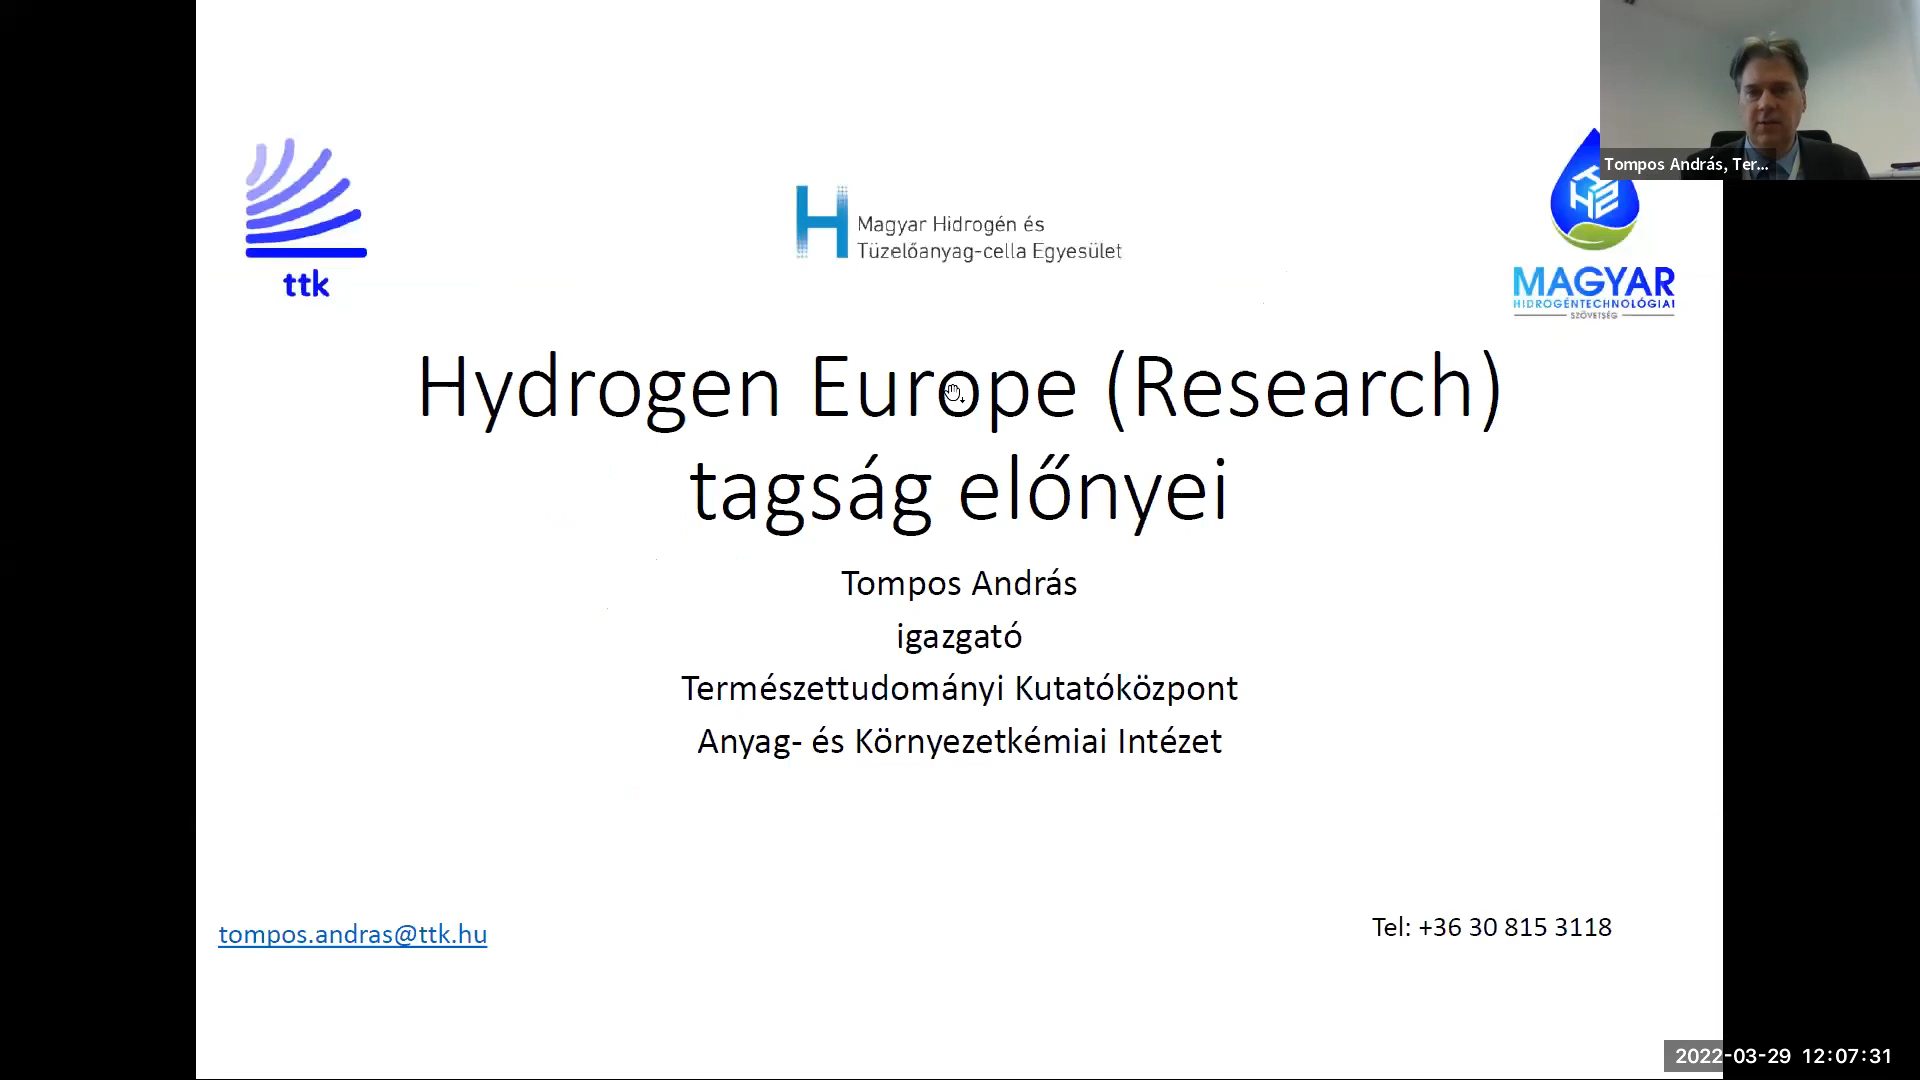 Tompos András, Ter...
ttk
Magyar Hidrogén és
Tüzelőanyag-cella Egyesület
MAGYAR
HIDROGÉNTECHNOLÓGIAI
SZÖVETSÉG
Hydrogen Europe (Research)
tagság előnyei
Tompos András
igazgató
Természettudományi Kutatóközpont
Anyag- és Környezetkémiai Intézet
tompos.andras@ttk.hu
Tel: +36 30 815 3118
2022-03-29 12:07:31